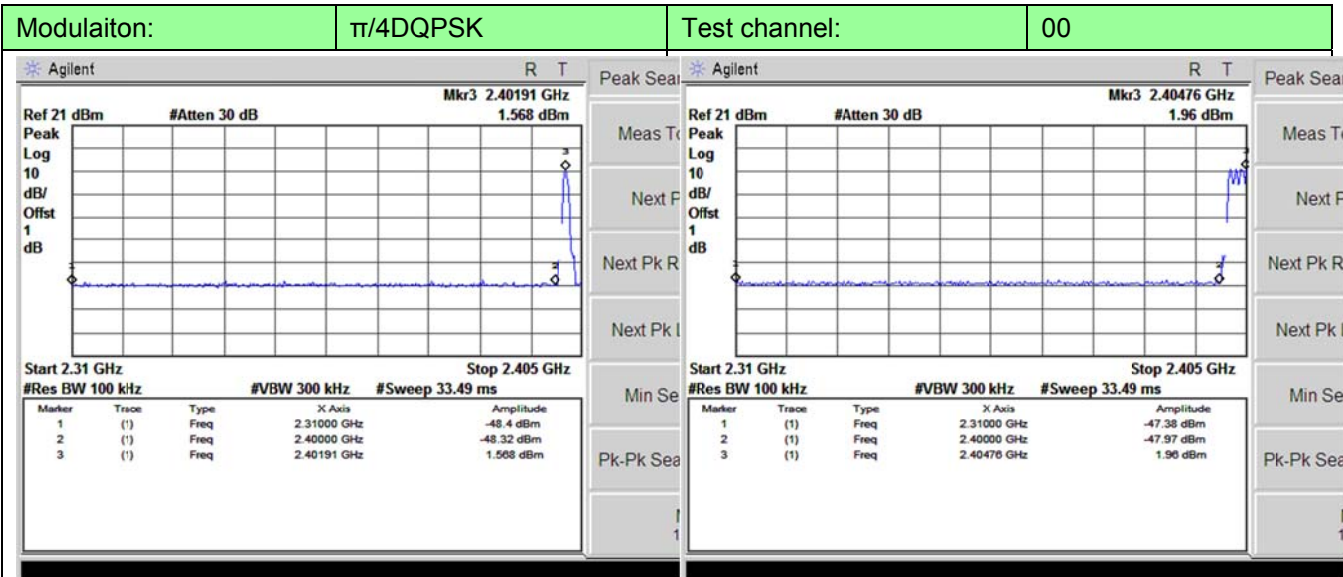 Modulaiton: π/4DQPSK Test channel: 00
Agilent R T
Mkr3 2.40191 GHz
Ref 21 dBm #Atten 30 dB 1.568 dBm
Peak
Log
10
dB/
Offst
1
dB
3
1
2
Start 2.31 GHz Stop 2.405 GHz
#Res BW 100 kHz #VBW 300 kHz #Sweep 33.49 ms
Marker Trace Type X Axis Amplitude
1 (1) Freq 2.31000 GHz -48.4 dBm
2 (1) Freq 2.40000 GHz -48.32 dBm
3 (1) Freq 2.40191 GHz 1.568 dBm
Peak Sear
Meas To
Next P
Next Pk R
Next Pk L
Min Se
Pk-Pk Sea
Agilent R T
Mkr3 2.40476 GHz
Ref 21 dBm #Atten 30 dB 1.96 dBm
Peak
Log
10
dB/
Offst
1
dB
1
2
Start 2.31 GHz Stop 2.405 GHz
#Res BW 100 kHz #VBW 300 kHz #Sweep 33.49 ms
Marker Trace Type X Axis Amplitude
1 (1) Freq 2.31000 GHz -47.38 dBm
2 (1) Freq 2.40000 GHz -47.97 dBm
3 (1) Freq 2.40476 GHz 1.96 dBm
Peak Sear
Meas To
Next P
Next Pk R
Next Pk
Min Se
Pk-Pk Sea